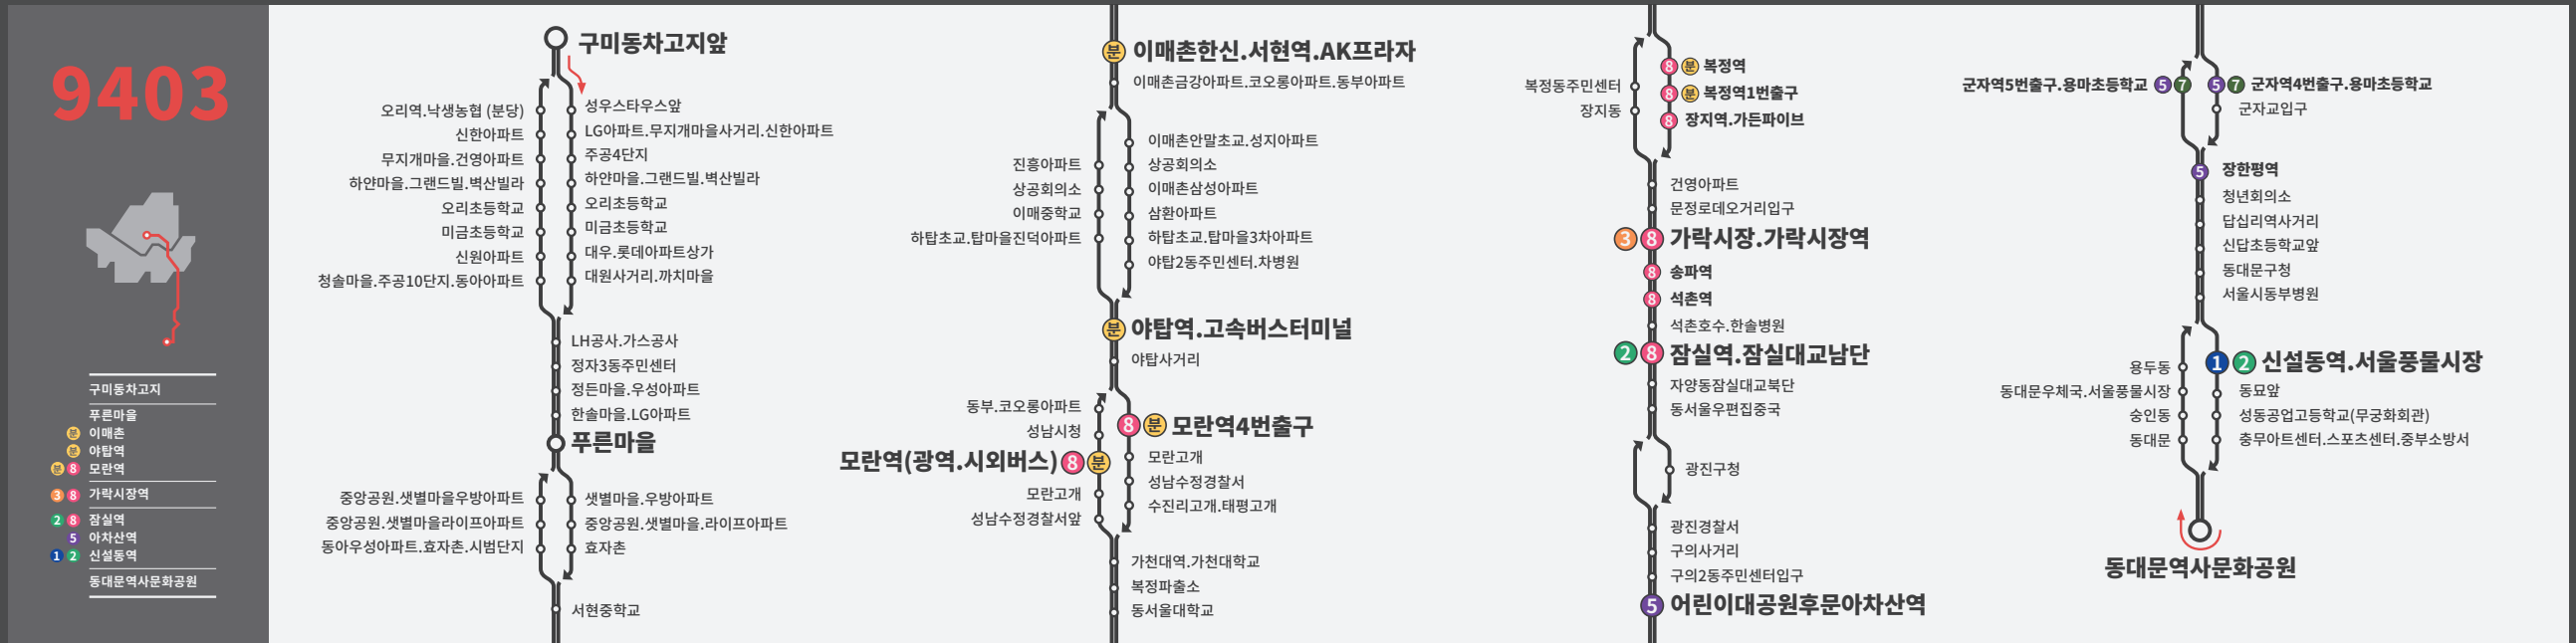 9403
구미동차고지
푸른마을
분 이매촌
분 야탑역
분 8 모란역
3 8 가락시장역
2 8 잠실역
5 아차산역
1 2 신설동역
동대문역사문화공원
구미동차고지앞
오리역.낙생농협 (분당)
신한아파트
무지개마을.건영아파트
하얀마을.그랜드빌.벽산빌라
오리초등학교
미금초등학교
신원아파트
청솔마을.주공10단지.동아아파트
성우스타우스앞
LG아파트.무지개마을사거리.신한아파트
주공4단지
하얀마을.그랜드빌.벽산빌라
오리초등학교
미금초등학교
대우.롯데아파트상가
대원사거리.까치마을
LH공사.가스공사
정자3동주민센터
정든마을.우성아파트
한솔마을.LG아파트
푸른마을
중앙공원.샛별마을우방아파트
중앙공원.샛별마을라이프아파트
동아우성아파트.효자촌.시범단지
샛별마을.우방아파트
중앙공원.샛별마을.라이프아파트
효자촌
서현중학교
분 이매촌한신.서현역.AK프라자
이매촌금강아파트.코오롱아파트.동부아파트
진흥아파트
상공회의소
이매중학교
하탑초교.탑마을진덕아파트
이매촌안말초교.성지아파트
상공회의소
이매촌삼성아파트
삼환아파트
하탑초교.탑마을3차아파트
야탑2동주민센터.차병원
분 야탑역.고속버스터미널
야탑사거리
동부.코오롱아파트
성남시청
모란역(광역.시외버스) 8 분
모란고개
성남수정경찰서앞
8 분 모란역4번출구
모란고개
성남수정경찰서
수진리고개.태평고개
가천대역.가천대학교
복정파출소
동서울대학교
복정동주민센터
장지동
8 분 복정역
8 분 복정역1번출구
8 장지역.가든파이브
건영아파트
문정로데오거리입구
3 8 가락시장.가락시장역
8 송파역
8 석촌역
석촌호수.한솔병원
2 8 잠실역.잠실대교남단
자양동잠실대교북단
동서울우편집중국
광진구청
광진경찰서
구의사거리
구의2동주민센터입구
5 어린이대공원후문아차산역
군자역5번출구.용마초등학교 5 7
5 7 군자역4번출구.용마초등학교
군자교입구
5 장한평역
청년회의소
답십리역사거리
신답초등학교앞
동대문구청
서울시동부병원
용두동
동대문우체국.서울풍물시장
숭인동
동대문
1 2 신설동역.서울풍물시장
동묘앞
성동공업고등학교(무궁화회관)
충무아트센터.스포츠센터.중부소방서
동대문역사문화공원